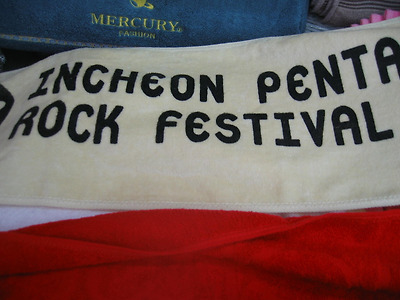 MERCURY
FASHION
INCHEON PENTA
ROCK FESTIVAL